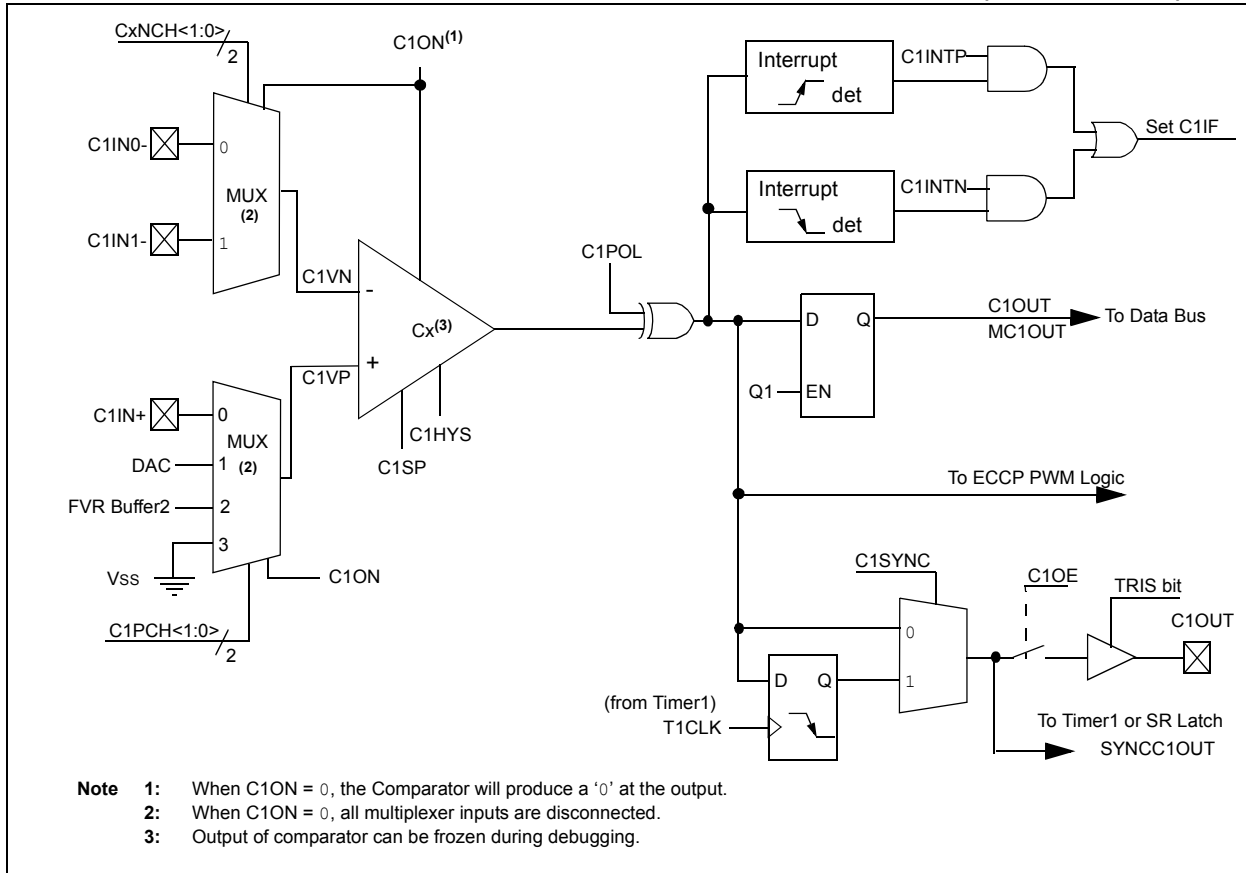 CxNCH<1:0>
2
C1ON(1)
C1IN0-
0
MUX
(2)
C1IN1-
1
C1VN
-
Cx(3)
+
C1VP
C1HYS
C1SP
C1IN+
0
MUX
(2)
DAC
1
FVR Buffer2
2
3
VSS
C1ON
C1PCH<1:0>
2
C1POL
Interrupt
det
C1INTP
Interrupt
det
C1INTN
Set C1IF
D
Q
Q1
EN
C1OUT
MC1OUT
To Data Bus
To ECCP PWM Logic
C1SYNC
0
1
D
Q
(from Timer1)
T1CLK
C1OE
TRIS bit
C1OUT
To Timer1 or SR Latch
SYNCC1OUT
Note 1: When C1ON = 0, the Comparator will produce a ‘0’ at the output.
2: When C1ON = 0, all multiplexer inputs are disconnected.
3: Output of comparator can be frozen during debugging.